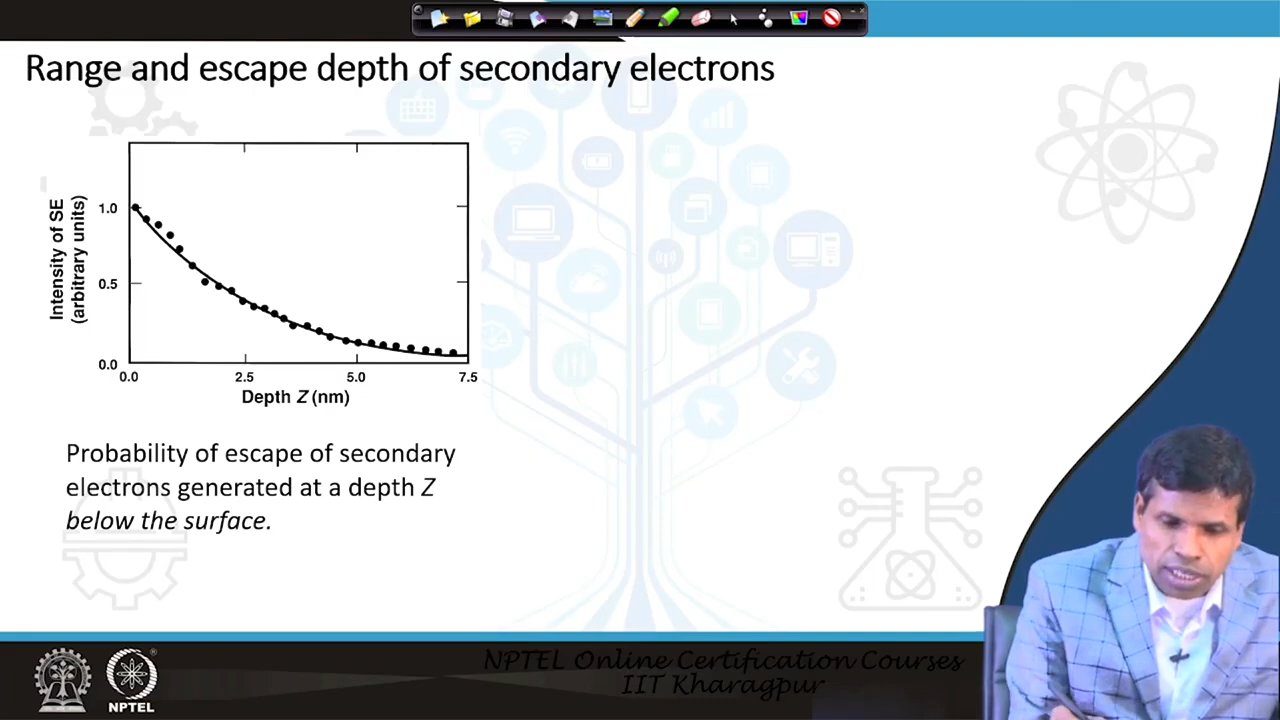 Range and escape depth of secondary electrons
Intensity of SE
(arbitrary units)
1.0
0.5
0.0
0.0 2.5 5.0 7.5
Depth Z (nm)
Probability of escape of secondary
electrons generated at a depth Z
below the surface.
NPTEL Online Certification Courses
IIT Kharagpur
NPTEL